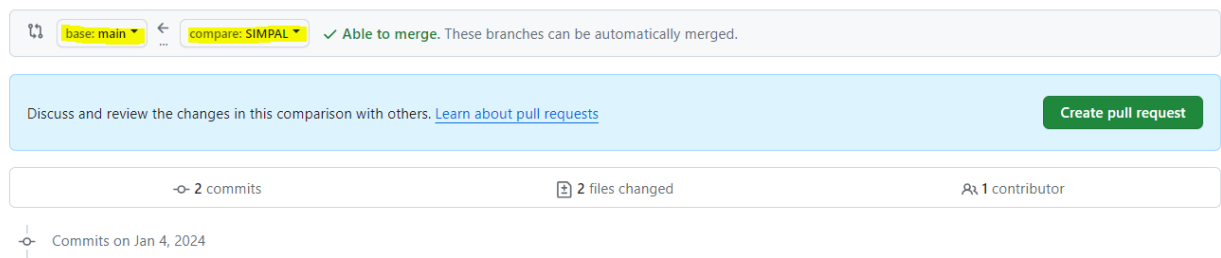 base: main ← compare: SIMPAL ✓ Able to merge. These branches can be automatically merged.
...
Discuss and review the changes in this comparison with others. Learn about pull requests Create pull request
2 commits 2 files changed 1 contributor
Commits on Jan 4, 2024